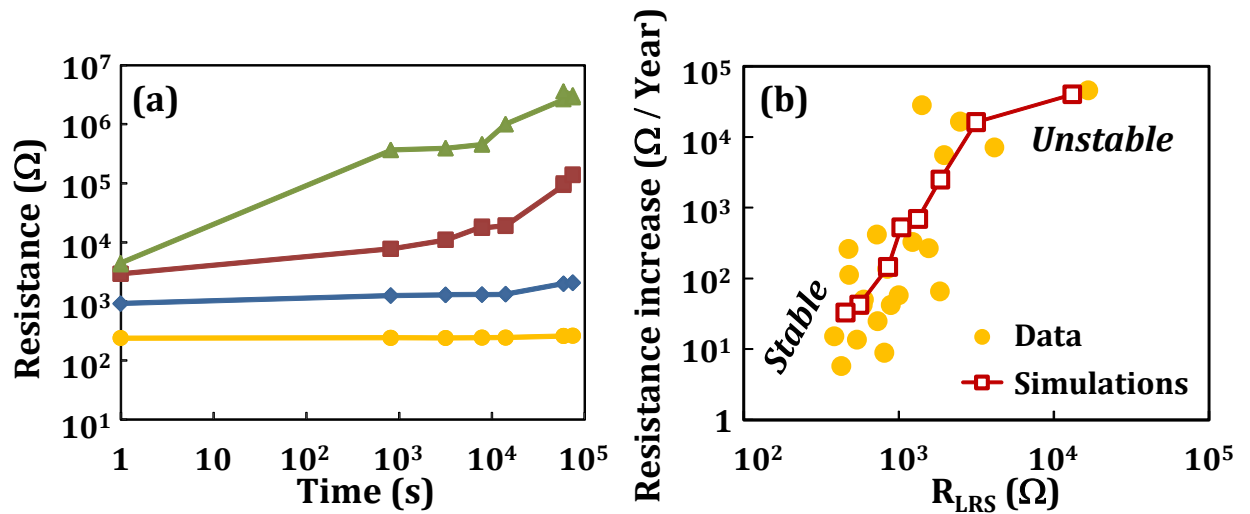 (a)
Resistance (Ω)
10⁷
10⁶
10⁵
10⁴
10³
10²
10¹
1 10 10² 10³ 10⁴ 10⁵
Time (s)
(b)
Resistance increase (Ω / Year)
10⁵
10⁴
10³
10²
10¹
1
Unstable
Stable
Data
Simulations
10² 10³ 10⁴ 10⁵
R_LRS (Ω)